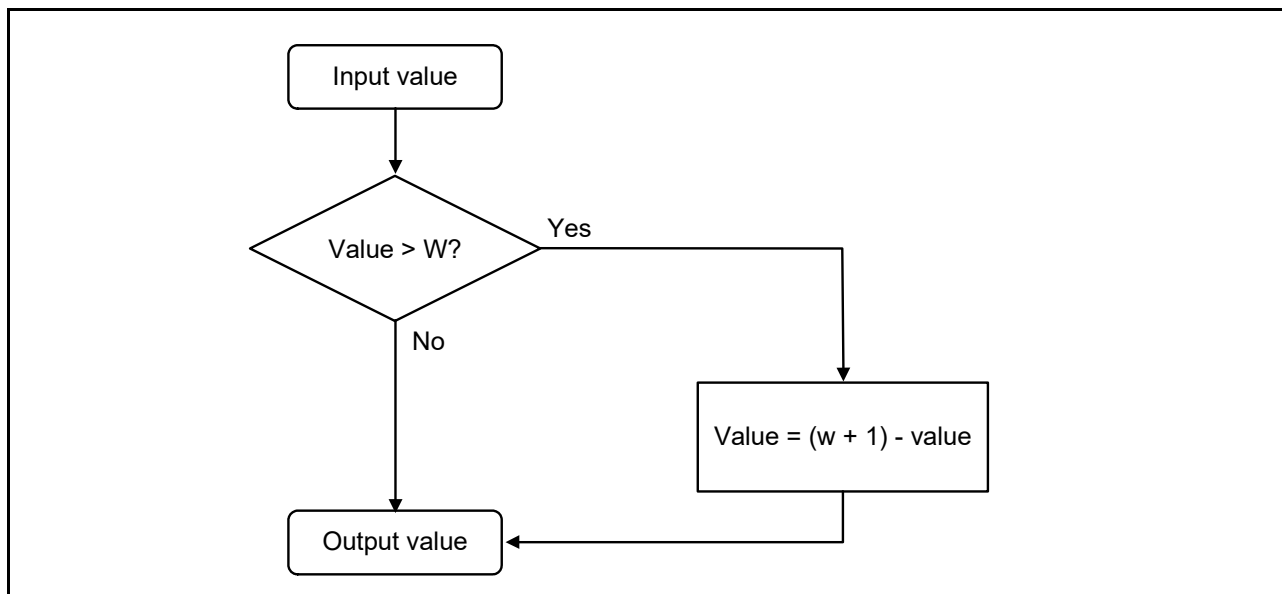 Input value
Value > W?
Yes
No
Value = (w + 1) - value
Output value